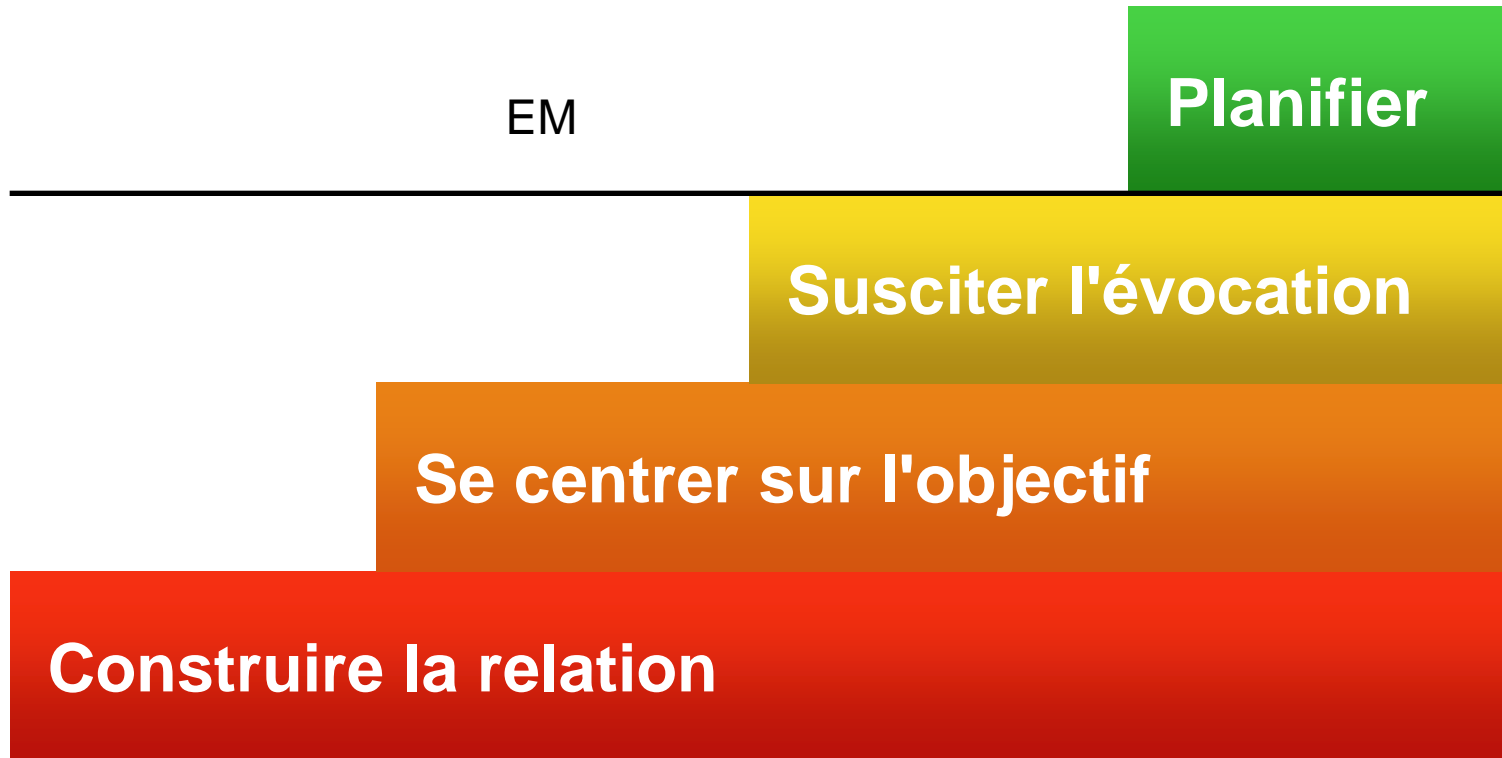 EM
Planifier
Susciter l'évocation
Se centrer sur l'objectif
Construire la relation